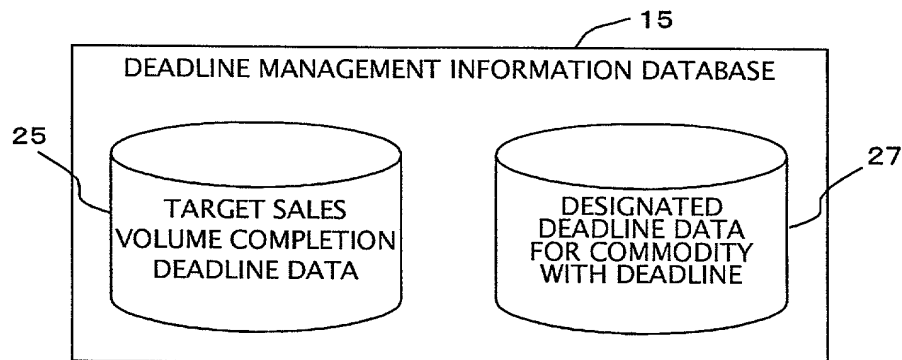 15
DEADLINE MANAGEMENT INFORMATION DATABASE
25
TARGET SALES
VOLUME COMPLETION
DEADLINE DATA
27
DESIGNATED
DEADLINE DATA
FOR COMMODITY
WITH DEADLINE